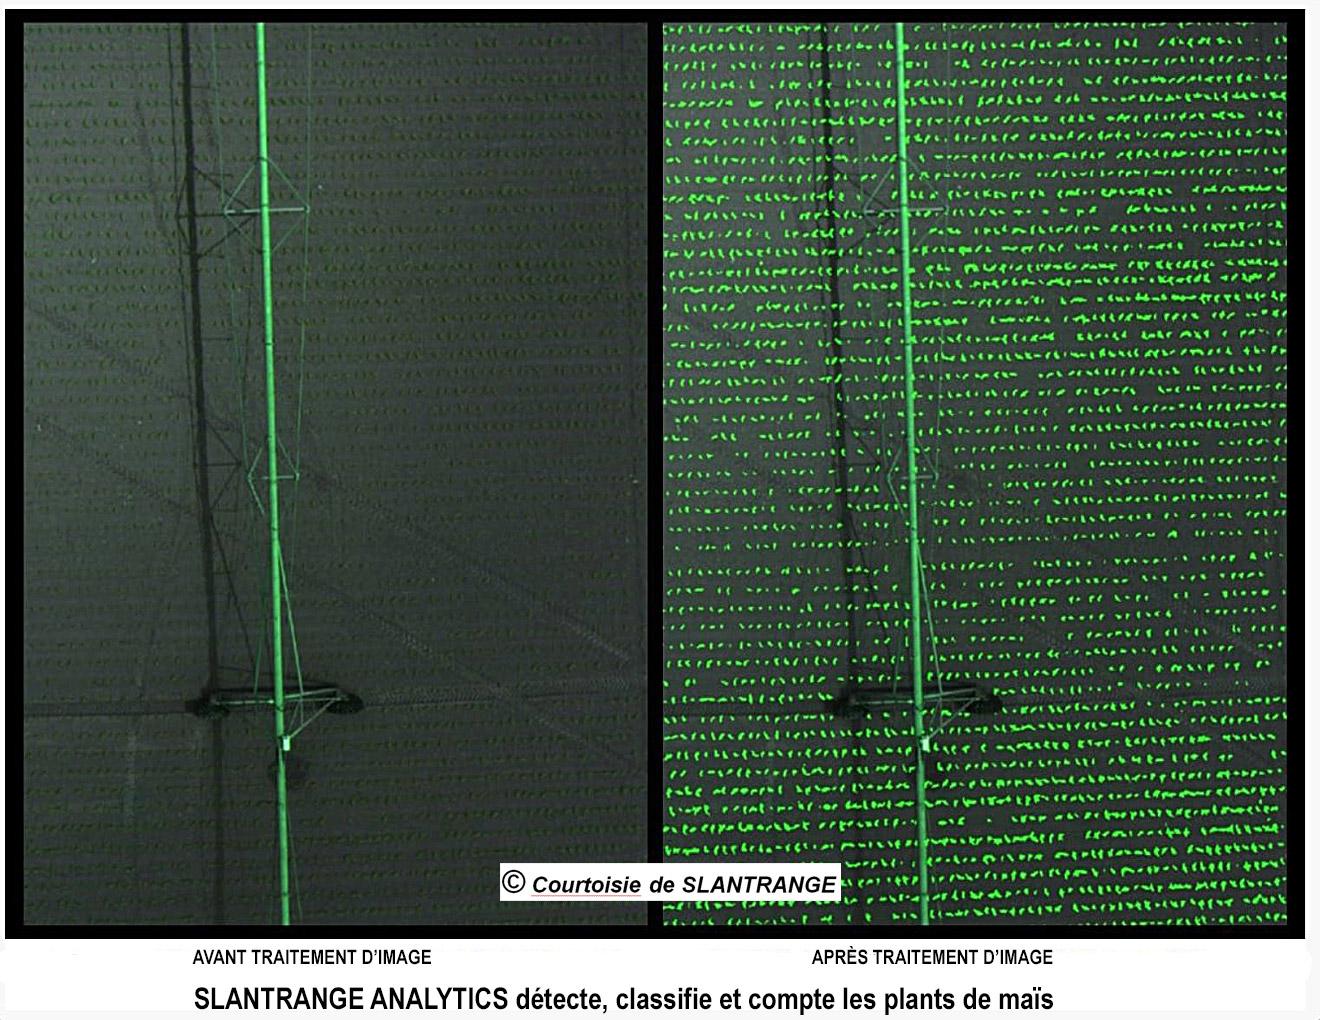 © Courtoisie de SLANTRANGE
AVANT TRAITEMENT D’IMAGE
APRÈS TRAITEMENT D’IMAGE
SLANTRANGE ANALYTICS détecte, classifie et compte les plants de maïs